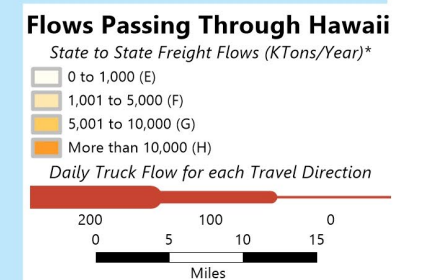 Flows Passing Through Hawaii
State to State Freight Flows (KTons/Year)*
0 to 1,000 (E)
1,001 to 5,000 (F)
5,001 to 10,000 (G)
More than 10,000 (H)
Daily Truck Flow for each Travel Direction
200 100 0
0 5 10 15
Miles